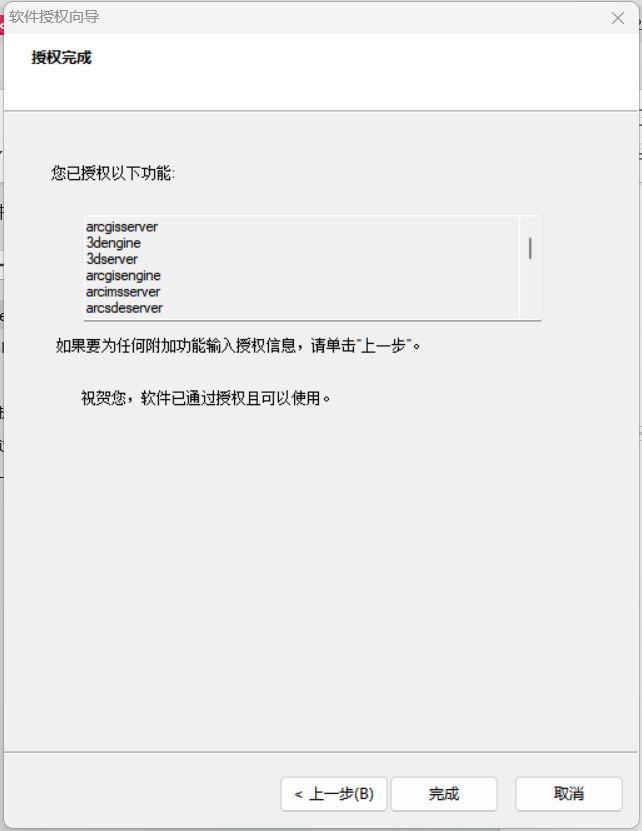 软件授权向导
授权完成
您已授权以下功能:
arcgisserver
3dengine
3dserver
arcgisengine
arcimsserver
arcsdeserver
如果要为任何附加功能输入授权信息，请单击"上一步"。
祝贺您，软件已通过授权且可以使用。
< 上一步(B)
完成
取消